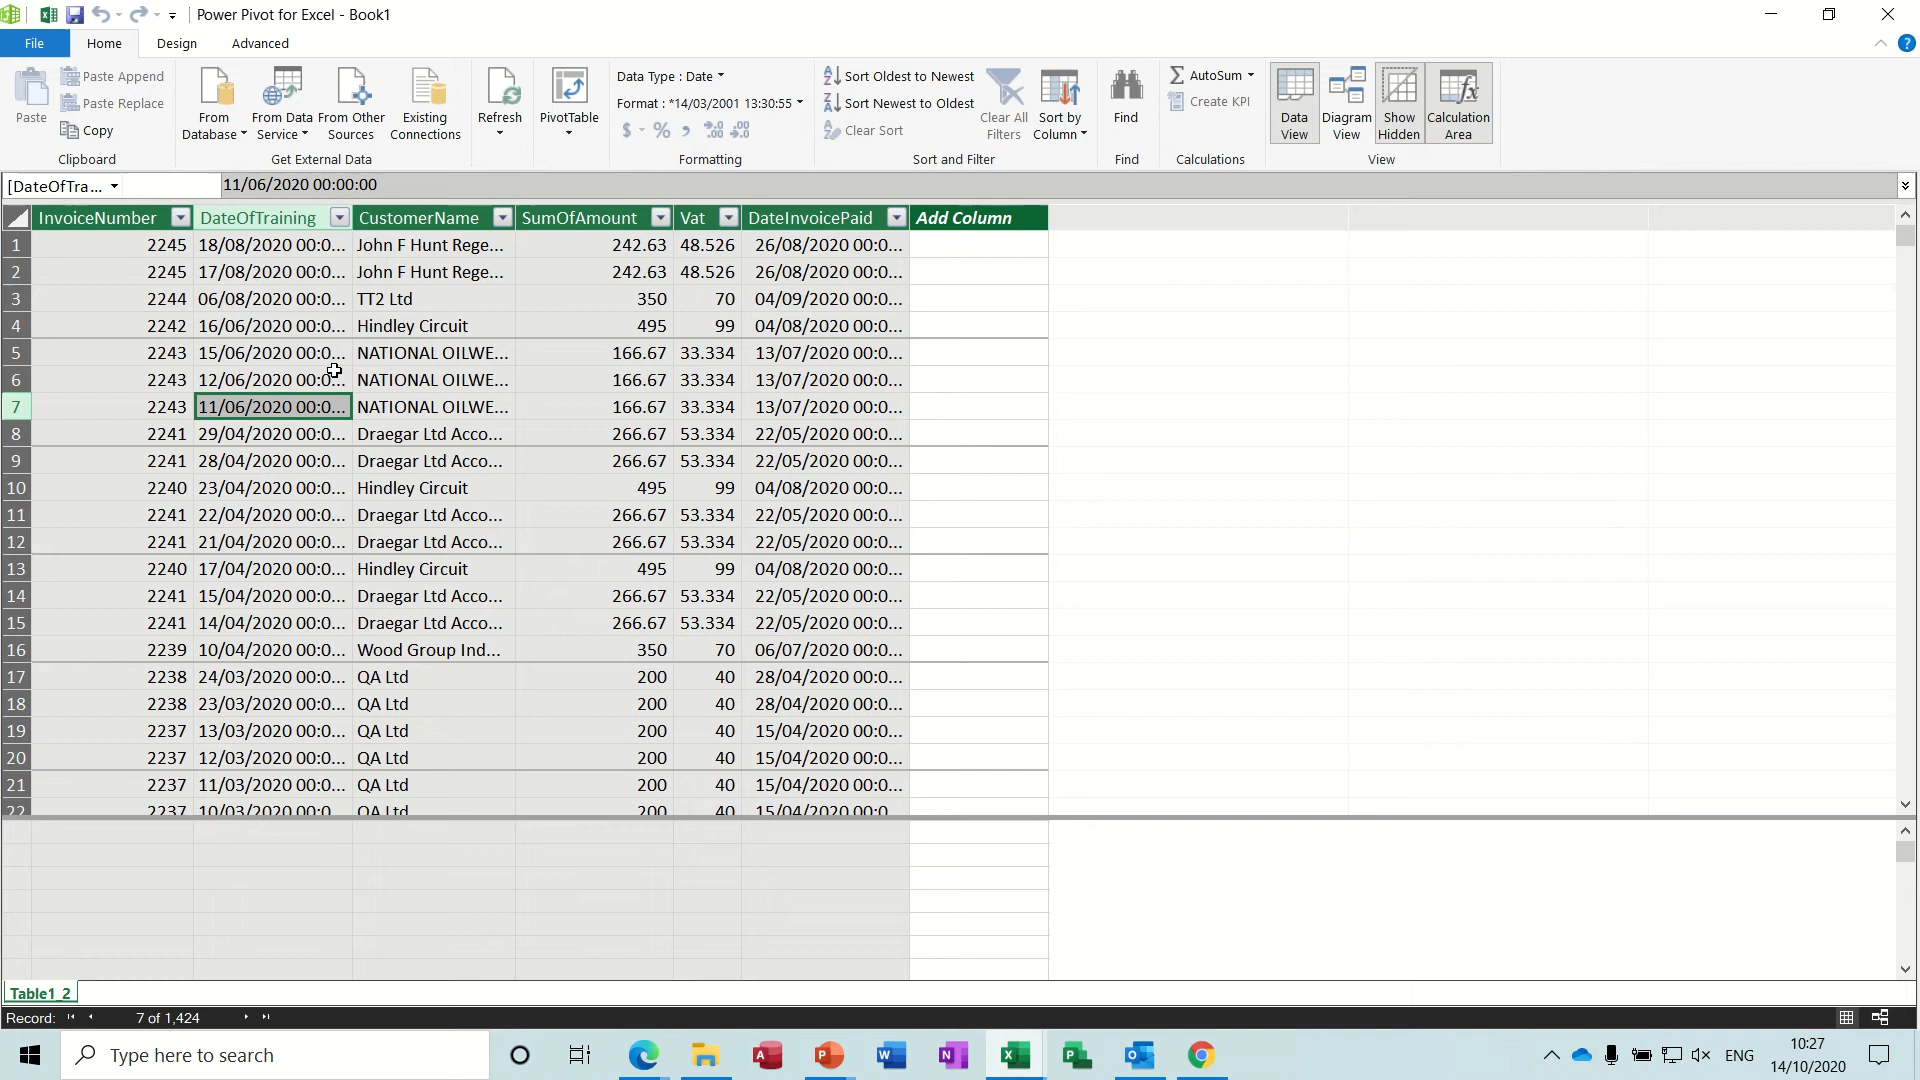 Power Pivot for Excel - Book1
File Home Design Advanced
Paste
Paste Append
Paste Replace
Copy
Clipboard
From Database
From Data Service
From Other Sources
Existing Connections
Get External Data
Refresh
PivotTable
Data Type : Date
Format : *14/03/2001 13:30:55
$ % ,
Formatting
Sort Oldest to Newest
Sort Newest to Oldest
Clear Sort
Clear All Filters
Sort by Column
Sort and Filter
Find
Find
AutoSum
Create KPI
Calculations
Data View
Diagram View
Show Hidden
Calculation Area
View
[DateOfTra... 11/06/2020 00:00:00
InvoiceNumber DateOfTraining CustomerName SumOfAmount Vat DateInvoicePaid Add Column
1 2245 18/08/2020 00:0... John F Hunt Rege... 242.63 48.526 26/08/2020 00:0...
2 2245 17/08/2020 00:0... John F Hunt Rege... 242.63 48.526 26/08/2020 00:0...
3 2244 06/08/2020 00:0... TT2 Ltd 350 70 04/09/2020 00:0...
4 2242 16/06/2020 00:0... Hindley Circuit 495 99 04/08/2020 00:0...
5 2243 15/06/2020 00:0... NATIONAL OILWE... 166.67 33.334 13/07/2020 00:0...
6 2243 12/06/2020 00:0... NATIONAL OILWE... 166.67 33.334 13/07/2020 00:0...
7 2243 11/06/2020 00:0... NATIONAL OILWE... 166.67 33.334 13/07/2020 00:0...
8 2241 29/04/2020 00:0... Draegar Ltd Acco... 266.67 53.334 22/05/2020 00:0...
9 2241 28/04/2020 00:0... Draegar Ltd Acco... 266.67 53.334 22/05/2020 00:0...
10 2240 23/04/2020 00:0... Hindley Circuit 495 99 04/08/2020 00:0...
11 2241 22/04/2020 00:0... Draegar Ltd Acco... 266.67 53.334 22/05/2020 00:0...
12 2241 21/04/2020 00:0... Draegar Ltd Acco... 266.67 53.334 22/05/2020 00:0...
13 2240 17/04/2020 00:0... Hindley Circuit 495 99 04/08/2020 00:0...
14 2241 15/04/2020 00:0... Draegar Ltd Acco... 266.67 53.334 22/05/2020 00:0...
15 2241 14/04/2020 00:0... Draegar Ltd Acco... 266.67 53.334 22/05/2020 00:0...
16 2239 10/04/2020 00:0... Wood Group Ind... 350 70 06/07/2020 00:0...
17 2238 24/03/2020 00:0... QA Ltd 200 40 28/04/2020 00:0...
18 2238 23/03/2020 00:0... QA Ltd 200 40 28/04/2020 00:0...
19 2237 13/03/2020 00:0... QA Ltd 200 40 15/04/2020 00:0...
20 2237 12/03/2020 00:0... QA Ltd 200 40 15/04/2020 00:0...
21 2237 11/03/2020 00:0... QA Ltd 200 40 15/04/2020 00:0...
22 2237 10/03/2020 00:0... QA Ltd 200 40 15/04/2020 00:0...
Table1_2
Record: 7 of 1,424
Type here to search
ENG
10:27
14/10/2020